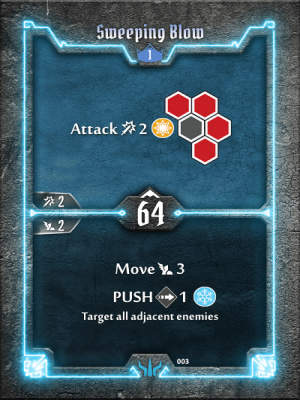 Sweeping Blow
1
Attack 2
2
64
2
Move 3
PUSH 1
Target all adjacent enemies
003